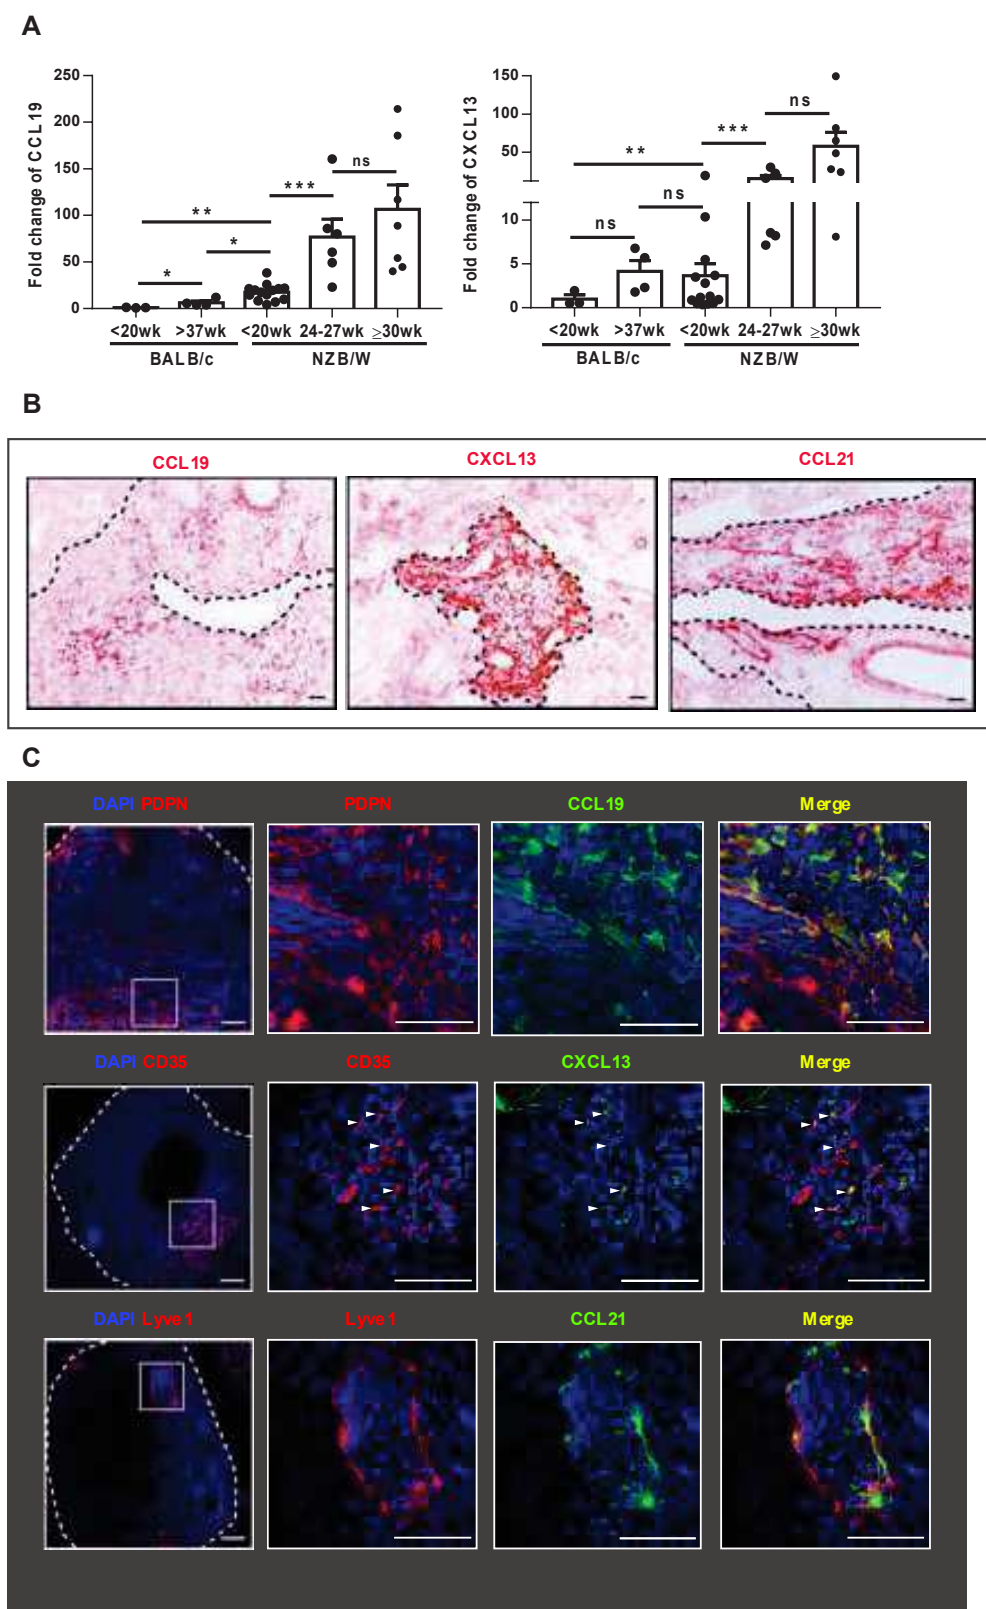 A
Fold change of CCL19
250
200
150
100
50
0
*
**
*
***
ns
<20wk >37wk <20wk 24-27wk ≥30wk
BALB/c NZB/W
Fold change of CXCL13
150
100
50
10
5
0
ns
**
ns
***
ns
<20wk >37wk <20wk 24-27wk ≥30wk
BALB/c NZB/W
B
CCL19 CXCL13 CCL21
C
DAPI PDPN PDPN CCL19 Merge
DAPI CD35 CD35 CXCL13 Merge
DAPI Lyve1 Lyve1 CCL21 Merge